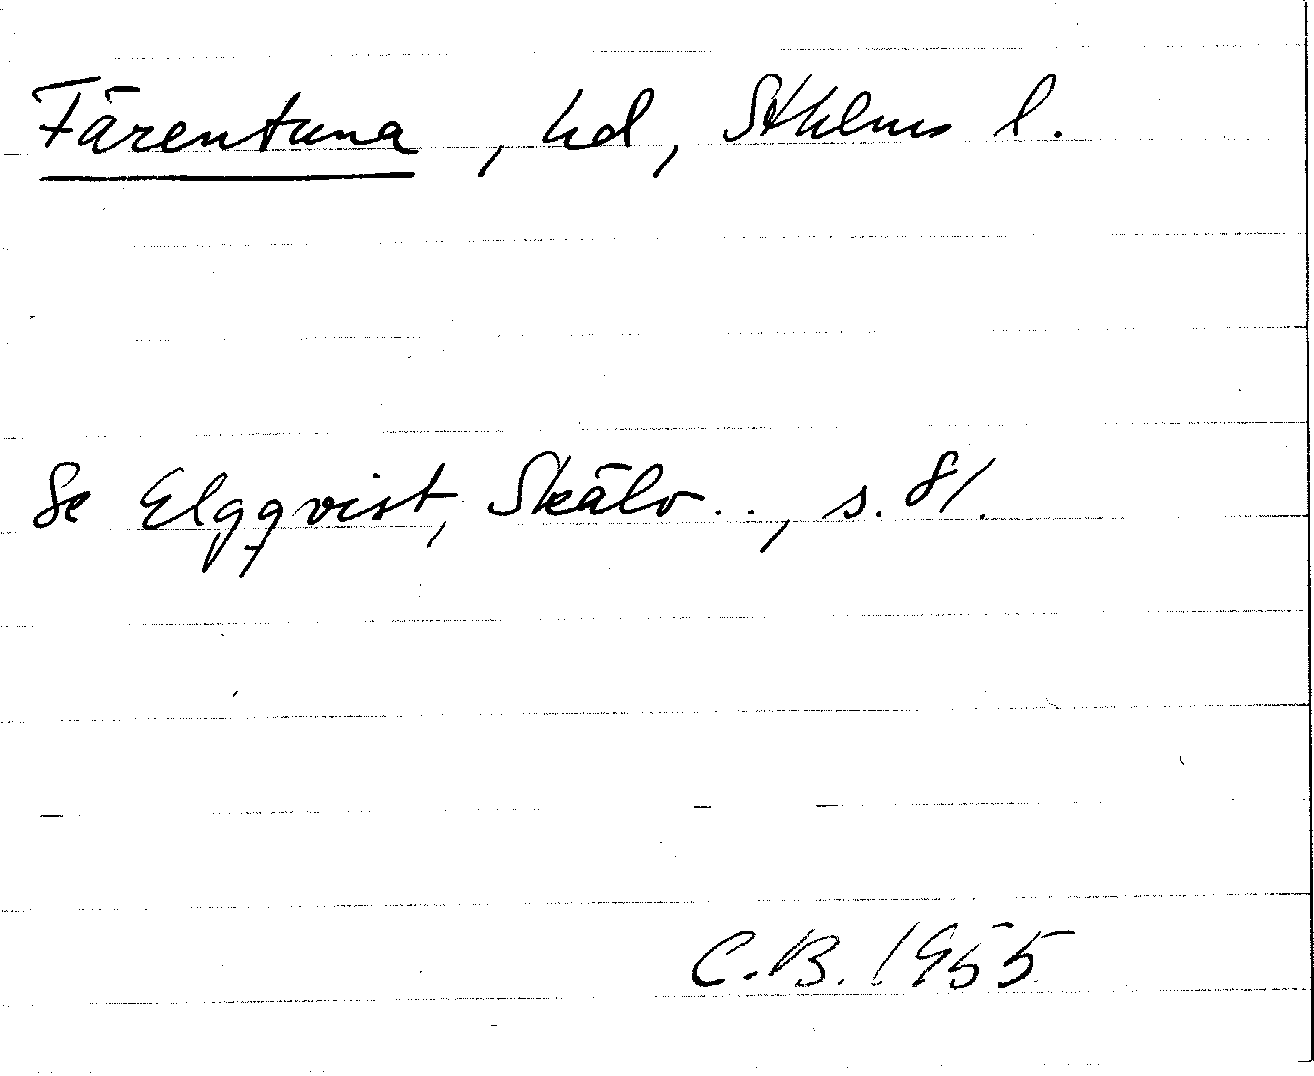 Färentuna, hd, Sthlms l.
Se Elgqvist, Skälv.., s. 81.
C.B. 1955